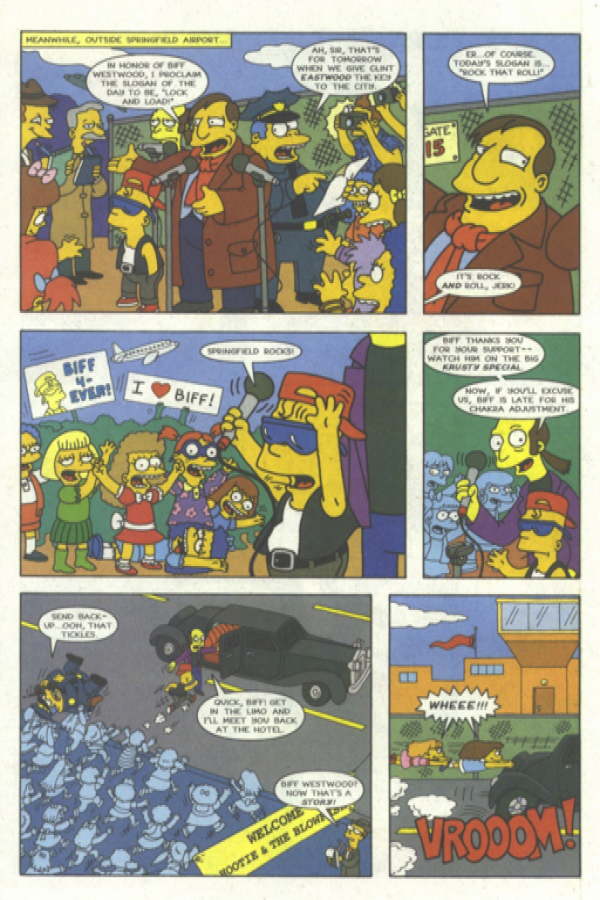 MEANWHILE, OUTSIDE SPRINGFIELD AIRPORT...
IN HONOR OF BIFF
WESTWOOD, I PROCLAIM
THE SLOGAN OF THE
DAY TO BE, "LOCK
AND LOAD!"
AH, SIR, THAT'S
FOR TOMORROW
WHEN WE GIVE CLINT
EASTWOOD THE KEY
TO THE CITY.
ER...OF COURSE.
TODAY'S SLOGAN IS...
"ROCK THAT ROLL!"
GATE
15
IT'S ROCK
AND ROLL, JERK!
BIFF
4-
EVER!
I ♥ BIFF!
SPRINGFIELD ROCKS!
BIFF THANKS YOU
FOR YOUR SUPPORT--
WATCH HIM ON THE BIG
KRUSTY SPECIAL.
NOW, IF YOU'LL EXCUSE
US, BIFF IS LATE FOR HIS
CHAKRA ADJUSTMENT.
SEND BACK-
UP...OOH, THAT
TICKLES.
QUICK, BIFF! GET
IN THE LIMO AND
I'LL MEET YOU BACK
AT THE HOTEL.
BIFF WESTWOOD?
NOW THAT'S A
STORY!
WELCOME
HOOTIE & THE
WHEEE!!!
VROOOM!